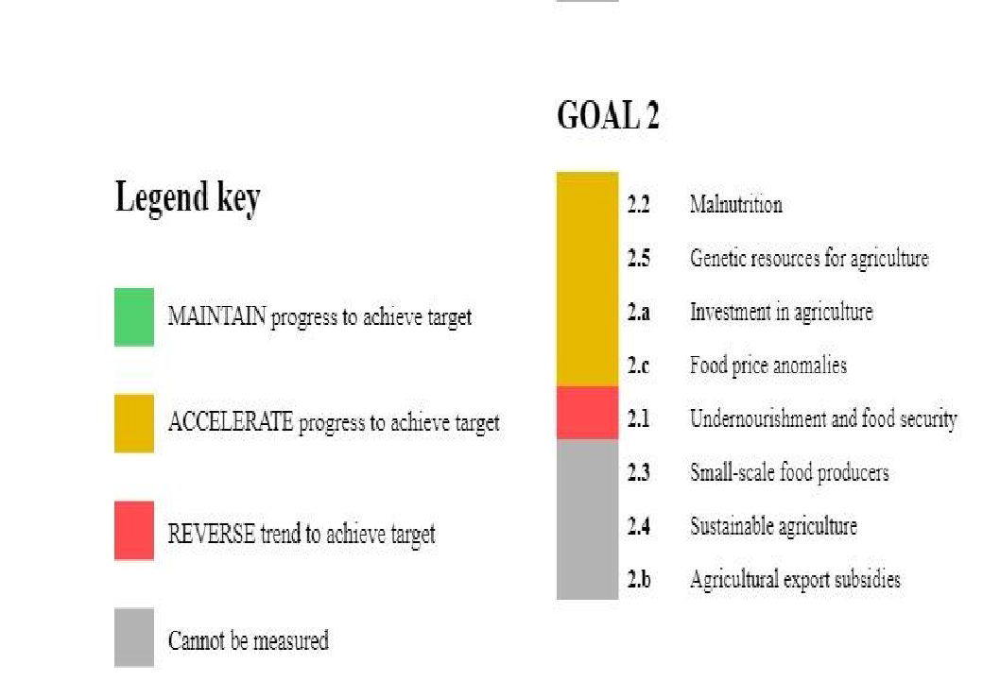 GOAL 2
Legend key
2.2 Malnutrition
2.5 Genetic resources for agriculture
2.a Investment in agriculture
2.c Food price anomalies
2.1 Undernourishment and food security
2.3 Small-scale food producers
2.4 Sustainable agriculture
2.b Agricultural export subsidies
MAINTAIN progress to achieve target
ACCELERATE progress to achieve target
REVERSE trend to achieve target
Cannot be measured